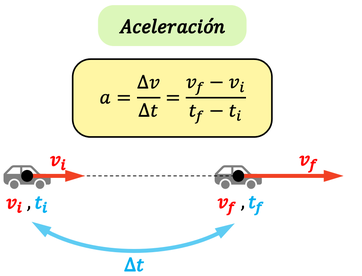 Aceleración
a = Δv / Δt = (v_f − v_i) / (t_f − t_i)
v_i v_f
v_i , t_i v_f , t_f
Δt